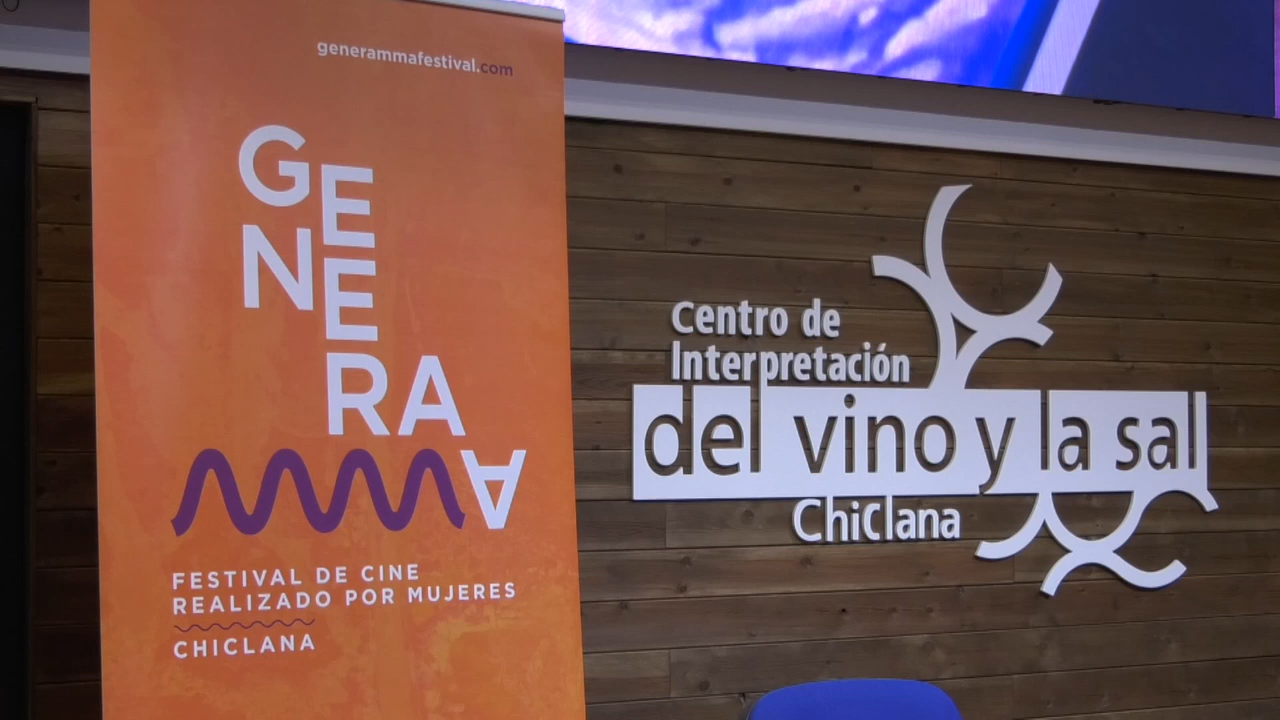 generammafestival.com
GE
NE
RA
MMA
FESTIVAL DE CINE
REALIZADO POR MUJERES
CHICLANA
Centro de
Interpretación
del vino y la sal
Chiclana